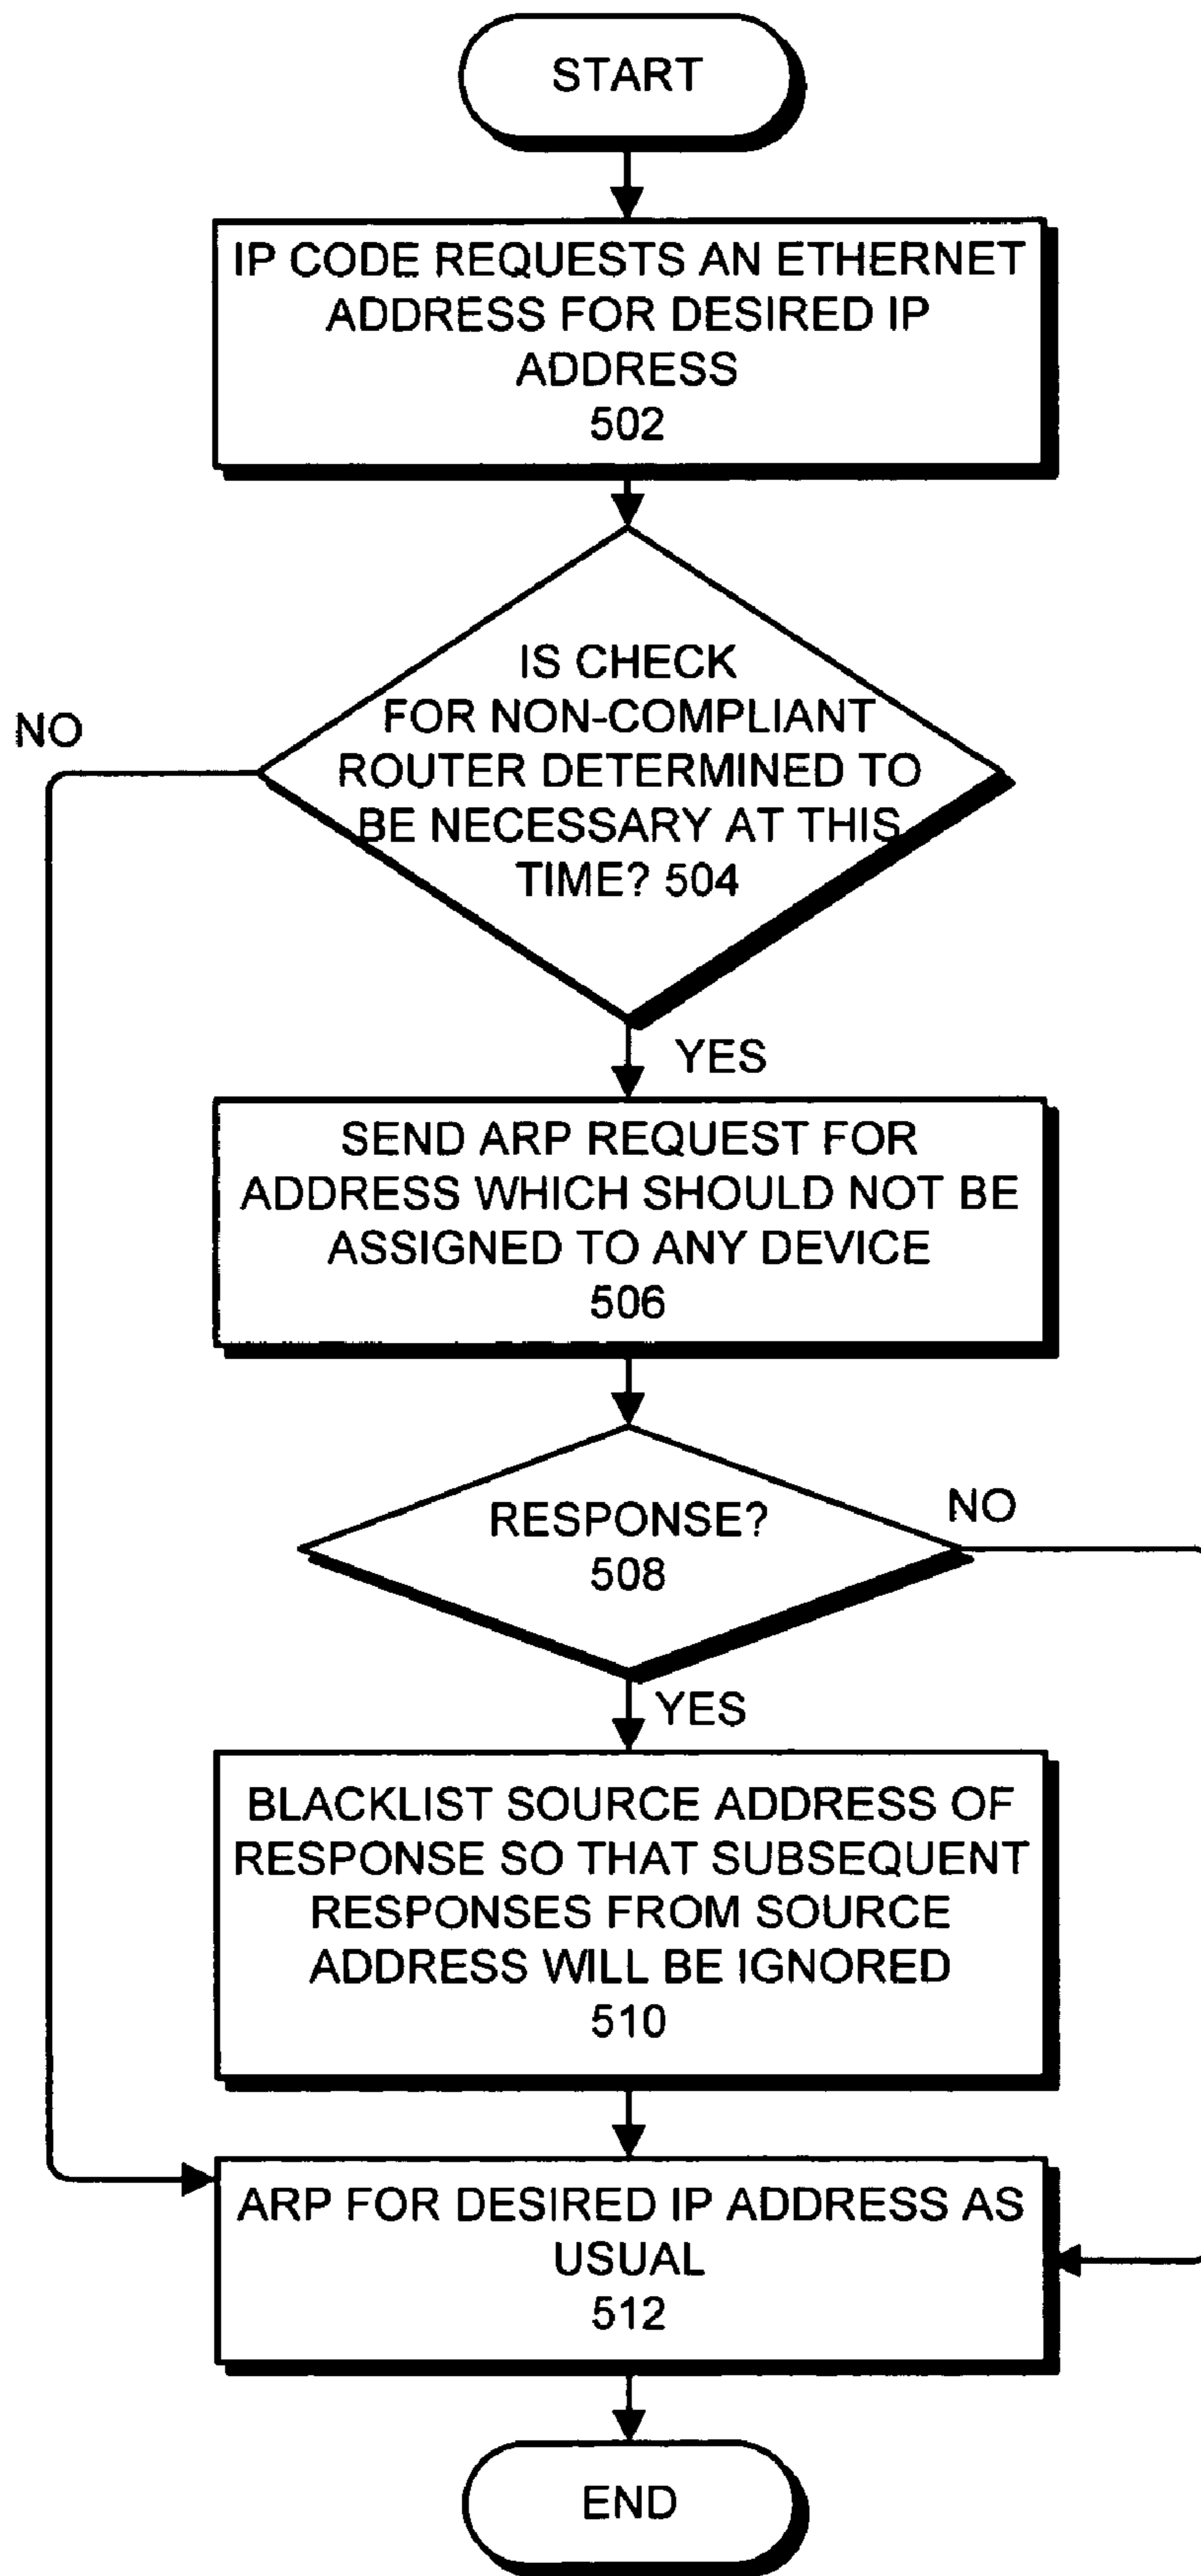 START
IP CODE REQUESTS AN ETHERNET
ADDRESS FOR DESIRED IP
ADDRESS
502
IS CHECK
FOR NON-COMPLIANT
ROUTER DETERMINED TO
BE NECESSARY AT THIS
TIME? 504
NO
YES
SEND ARP REQUEST FOR
ADDRESS WHICH SHOULD NOT BE
ASSIGNED TO ANY DEVICE
506
RESPONSE?
508
NO
YES
BLACKLIST SOURCE ADDRESS OF
RESPONSE SO THAT SUBSEQUENT
RESPONSES FROM SOURCE
ADDRESS WILL BE IGNORED
510
ARP FOR DESIRED IP ADDRESS AS
USUAL
512
END